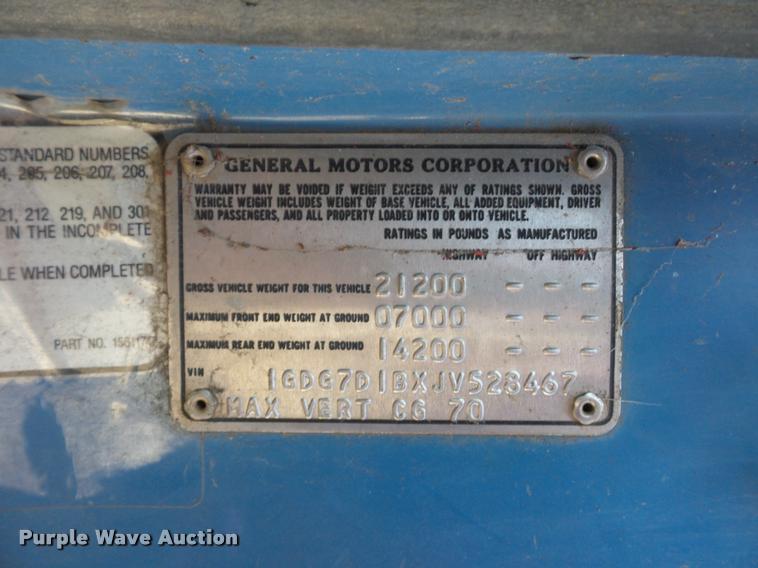 STANDARD NUMBERS
4, 205, 206, 207, 208,
21, 212, 219, AND 301
IN THE INCOMPLETE
LE WHEN COMPLETED
PART NO.
GENERAL MOTORS CORPORATION
WARRANTY MAY BE VOIDED IF WEIGHT EXCEEDS ANY OF RATINGS SHOWN. GROSS
VEHICLE WEIGHT INCLUDES WEIGHT OF BASE VEHICLE, ALL ADDED EQUIPMENT, DRIVER
AND PASSENGERS, AND ALL PROPERTY LOADED INTO OR ONTO VEHICLE.
RATINGS IN POUNDS AS MANUFACTURED
HIGHWAY OFF HIGHWAY
GROSS VEHICLE WEIGHT FOR THIS VEHICLE 21200 - - -
MAXIMUM FRONT END WEIGHT AT GROUND 07000 - - -
MAXIMUM REAR END WEIGHT AT GROUND 14200 - - -
VIN 1GDG7D1BXJV528467
MAX VERT CG 70
Purple Wave Auction